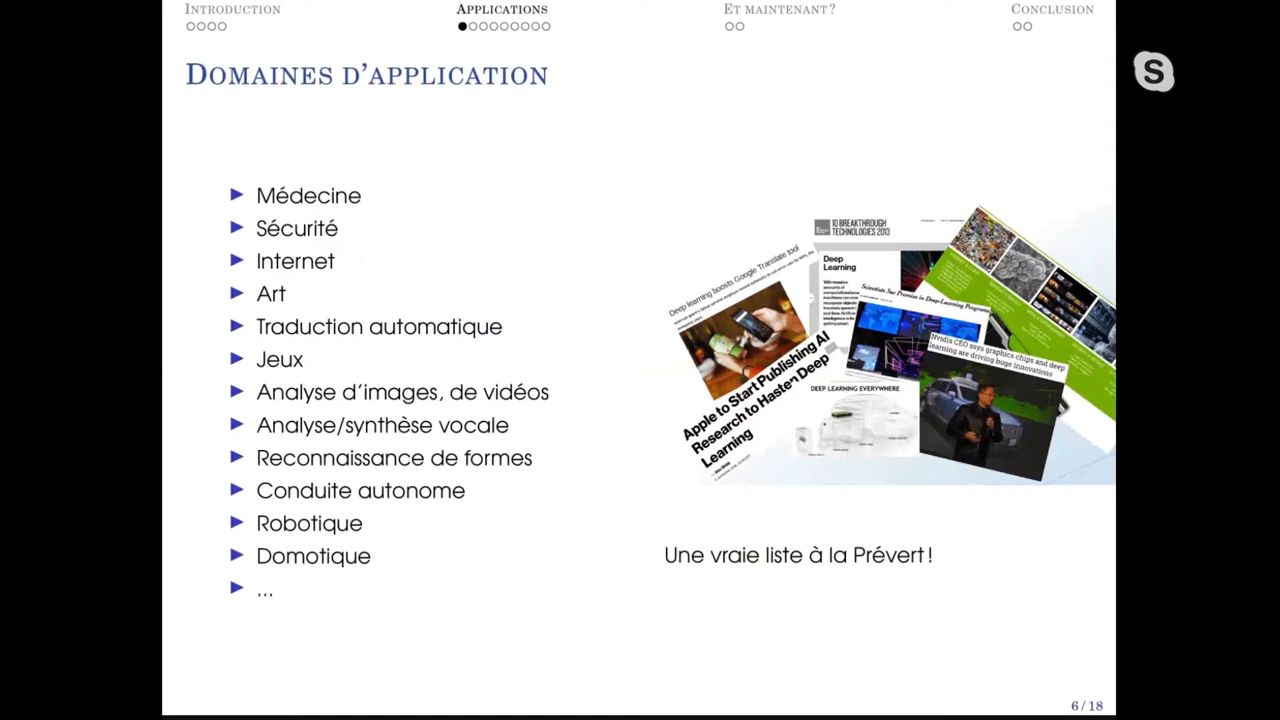 INTRODUCTION
APPLICATIONS
ET MAINTENANT ?
CONCLUSION
DOMAINES D'APPLICATION
Médecine
Sécurité
Internet
Art
Traduction automatique
Jeux
Analyse d'images, de vidéos
Analyse/synthèse vocale
Reconnaissance de formes
Conduite autonome
Robotique
Domotique
...
Deep learning boosts Google Translate tool
10 BREAKTHROUGH
TECHNOLOGIES 2013
Deep
Learning
Scientists See Promise in Deep-Learning Programs
Nvidia CEO says graphics chips and deep
learning are driving huge innovations
Apple to Start Publishing AI
Research to Hasten Deep
Learning
DEEP LEARNING EVERYWHERE
Une vraie liste à la Prévert !
6 / 18
S